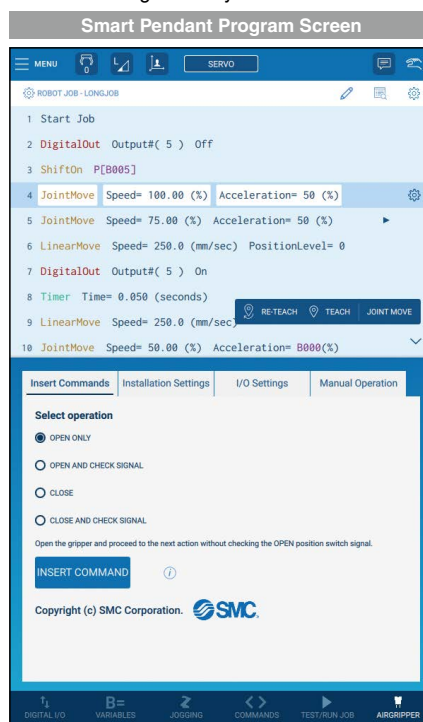 Smart Pendant Program Screen
MENU 0 SERVO
ROBOT JOB - LONGJOB
1 Start Job
2 DigitalOut Output#( 5 ) Off
3 ShiftOn P[B005]
4 JointMove Speed= 100.00 (%) Acceleration= 50 (%)
5 JointMove Speed= 75.00 (%) Acceleration= 50 (%)
6 LinearMove Speed= 250.0 (mm/sec) PositionLevel= 0
7 DigitalOut Output#( 5 ) On
8 Timer Time= 0.050 (seconds)
RE-TEACH TEACH JOINT MOVE
9 LinearMove Speed= 250.0 (mm/sec)
10 JointMove Speed= 50.00 (%) Acceleration= B000(%)
Insert Commands Installation Settings I/O Settings Manual Operation
Select operation
OPEN ONLY
OPEN AND CHECK SIGNAL
CLOSE
CLOSE AND CHECK SIGNAL
Open the gripper and proceed to the next action without checking the OPEN position switch signal.
INSERT COMMAND i
Copyright (c) SMC Corporation. SMC.
DIGITAL I/O VARIABLES JOGGING COMMANDS TEST/RUN JOB AIRGRIPPER